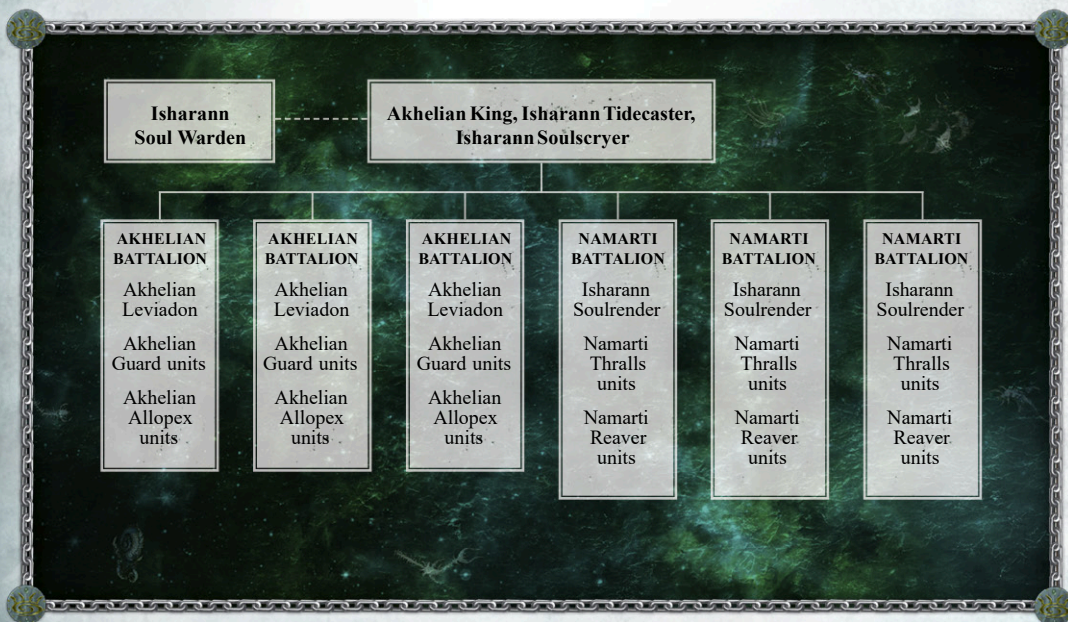 Isharann
Soul Warden
Akhelian King, Isharann Tidecaster,
Isharann Soulscryer
AKHELIAN
BATTALION
Akhelian
Leviadon
Akhelian
Guard units
Akhelian
Allopex
units
AKHELIAN
BATTALION
Akhelian
Leviadon
Akhelian
Guard units
Akhelian
Allopex
units
AKHELIAN
BATTALION
Akhelian
Leviadon
Akhelian
Guard units
Akhelian
Allopex
units
NAMARTI
BATTALION
Isharann
Soulrender
Namarti
Thralls
units
Namarti
Reaver
units
NAMARTI
BATTALION
Isharann
Soulrender
Namarti
Thralls
units
Namarti
Reaver
units
NAMARTI
BATTALION
Isharann
Soulrender
Namarti
Thralls
units
Namarti
Reaver
units